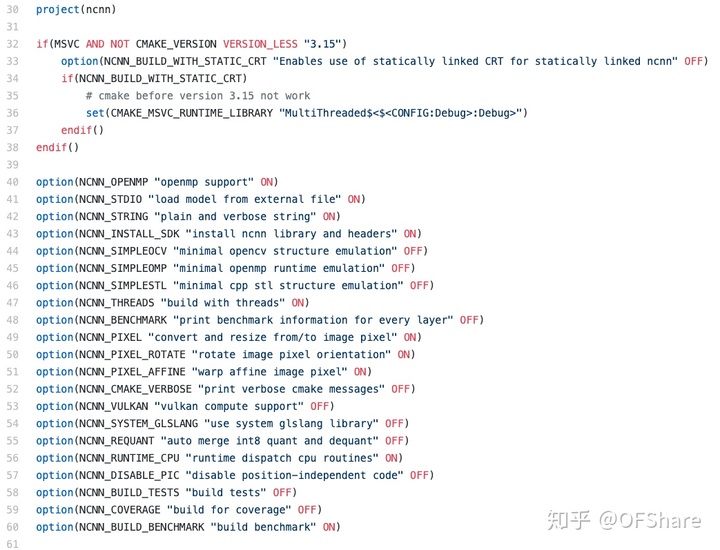 30 project(ncnn)
31
32 if(MSVC AND NOT CMAKE_VERSION VERSION_LESS "3.15")
33     option(NCNN_BUILD_WITH_STATIC_CRT "Enables use of statically linked CRT for statically linked ncnn" OFF)
34     if(NCNN_BUILD_WITH_STATIC_CRT)
35         # cmake before version 3.15 not work
36         set(CMAKE_MSVC_RUNTIME_LIBRARY "MultiThreaded$<$<CONFIG:Debug>:Debug>")
37     endif()
38 endif()
39
40 option(NCNN_OPENMP "openmp support" ON)
41 option(NCNN_STDIO "load model from external file" ON)
42 option(NCNN_STRING "plain and verbose string" ON)
43 option(NCNN_INSTALL_SDK "install ncnn library and headers" ON)
44 option(NCNN_SIMPLEOCV "minimal opencv structure emulation" OFF)
45 option(NCNN_SIMPLEOMP "minimal openmp runtime emulation" OFF)
46 option(NCNN_SIMPLESTL "minimal cpp stl structure emulation" OFF)
47 option(NCNN_THREADS "build with threads" ON)
48 option(NCNN_BENCHMARK "print benchmark information for every layer" OFF)
49 option(NCNN_PIXEL "convert and resize from/to image pixel" ON)
50 option(NCNN_PIXEL_ROTATE "rotate image pixel orientation" ON)
51 option(NCNN_PIXEL_AFFINE "warp affine image pixel" ON)
52 option(NCNN_CMAKE_VERBOSE "print verbose cmake messages" OFF)
53 option(NCNN_VULKAN "vulkan compute support" OFF)
54 option(NCNN_SYSTEM_GLSLANG "use system glslang library" OFF)
55 option(NCNN_REQUANT "auto merge int8 quant and dequant" OFF)
56 option(NCNN_RUNTIME_CPU "runtime dispatch cpu routines" ON)
57 option(NCNN_DISABLE_PIC "disable position-independent code" OFF)
58 option(NCNN_BUILD_TESTS "build tests" OFF)
59 option(NCNN_COVERAGE "build for coverage" OFF)
60 option(NCNN_BUILD_BENCHMARK "build benchmark" ON)
61
知乎 @OFShare